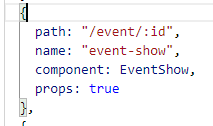 {
path: "/event/:id",
name: "event-show",
component: EventShow,
props: true
},
{